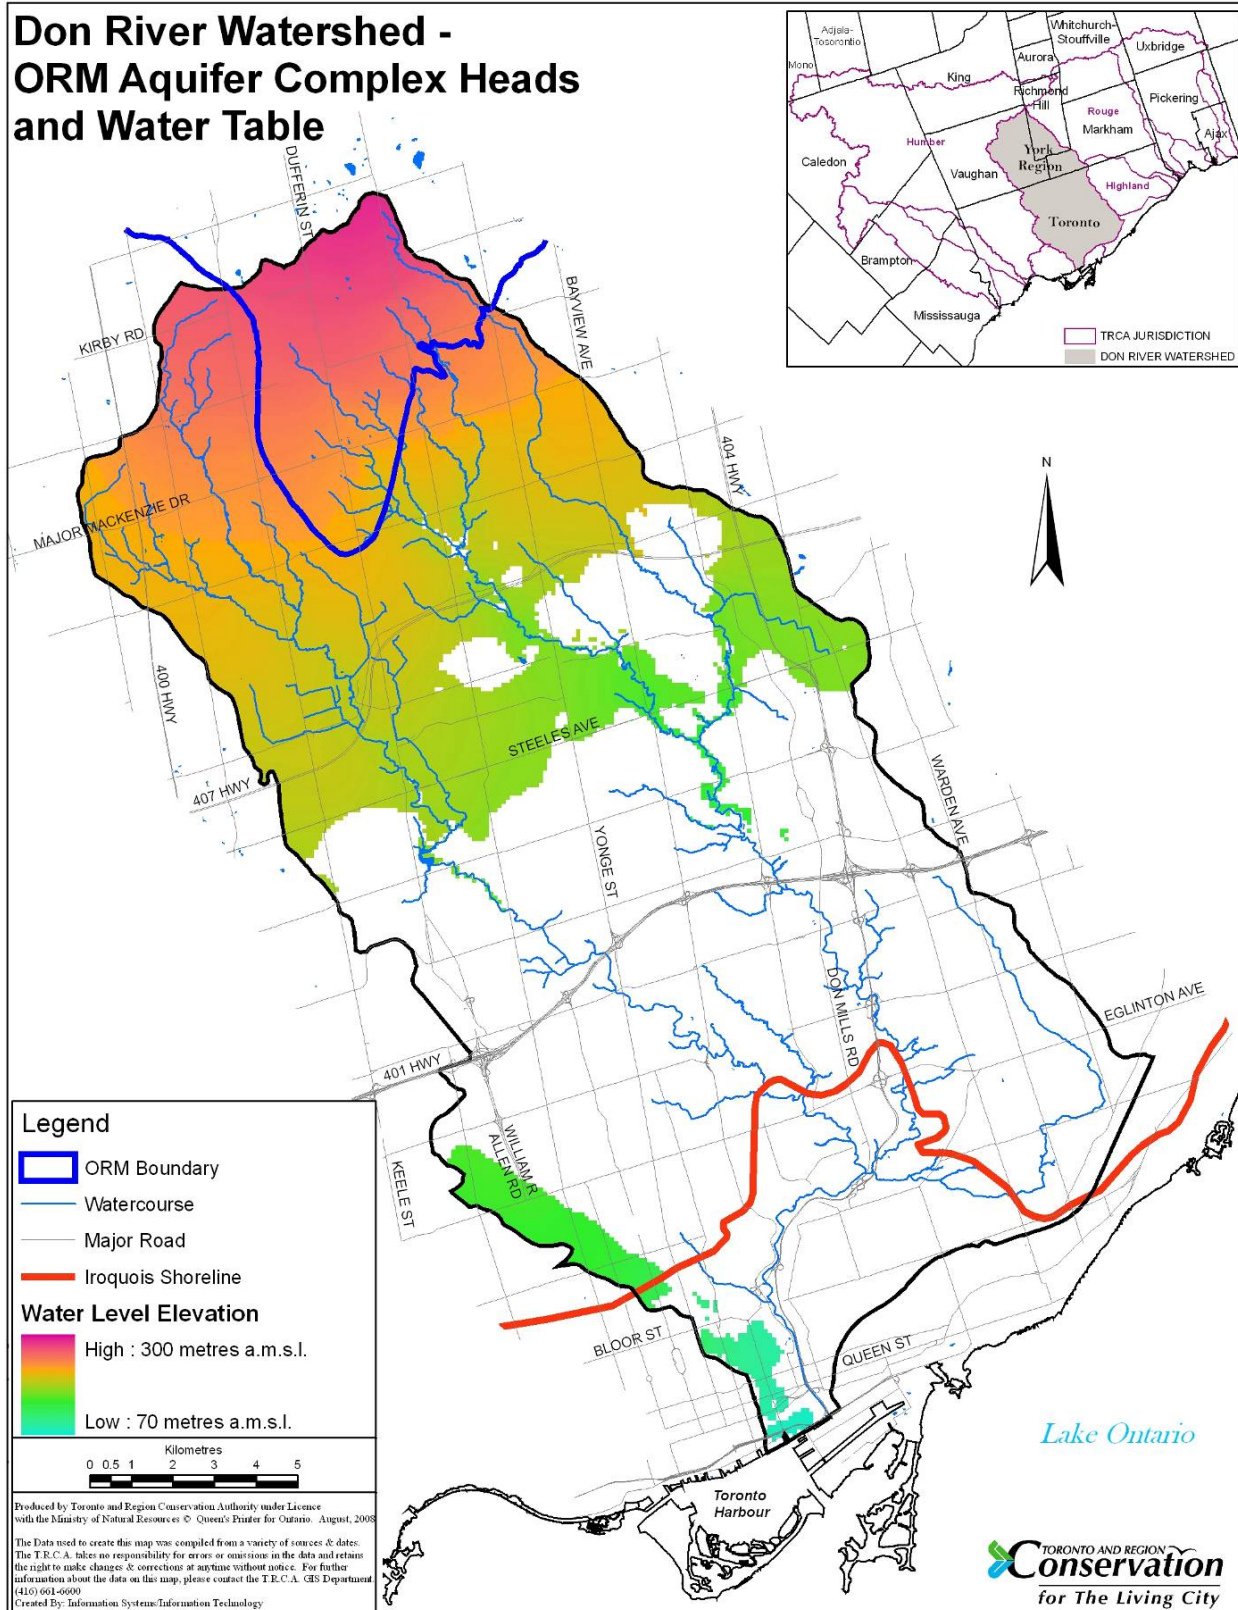 Don River Watershed -
ORM Aquifer Complex Heads
and Water Table
Adjala-
Tosorontio
Mono
King
Aurora
Whitchurch-
Stouffville
Uxbridge
Richmond
Hill
Pickering
Rouge
Markham
Ajax
Caledon
Humber
Vaughan
York
Region
Highland
Toronto
Brampton
Mississauga
TRCA JURISDICTION
DON RIVER WATERSHED
DUFFERIN ST
BAYVIEW AVE
KIRBY RD
404 HWY
N
MAJOR MACKENZIE DR
400 HWY
STEELES AVE
407 HWY
WARDEN AVE
YONGE ST
DON MILLS RD
EGLINTON AVE
401 HWY
WILLIAM R
ALLEN RD
KEELE ST
BLOOR ST
QUEEN ST
Lake Ontario
Toronto
Harbour
Legend
ORM Boundary
Watercourse
Major Road
Iroquois Shoreline
Water Level Elevation
High : 300 metres a.m.s.l.
Low : 70 metres a.m.s.l.
Kilometres
0 0.5 1 2 3 4 5
Produced by Toronto and Region Conservation Authority under Licence
with the Ministry of Natural Resources © Queen's Printer for Ontario. August, 2008
The Data used to create this map was compiled from a variety of sources & dates.
The T.R.C.A. takes no responsibility for errors or omissions in the data and retains
the right to make changes & corrections at anytime without notice. For further
information about the data on this map, please contact the T.R.C.A. GIS Department.
(416) 661-6600
Created By: Information Systems/Information Technology
TORONTO AND REGION
Conservation
for The Living City